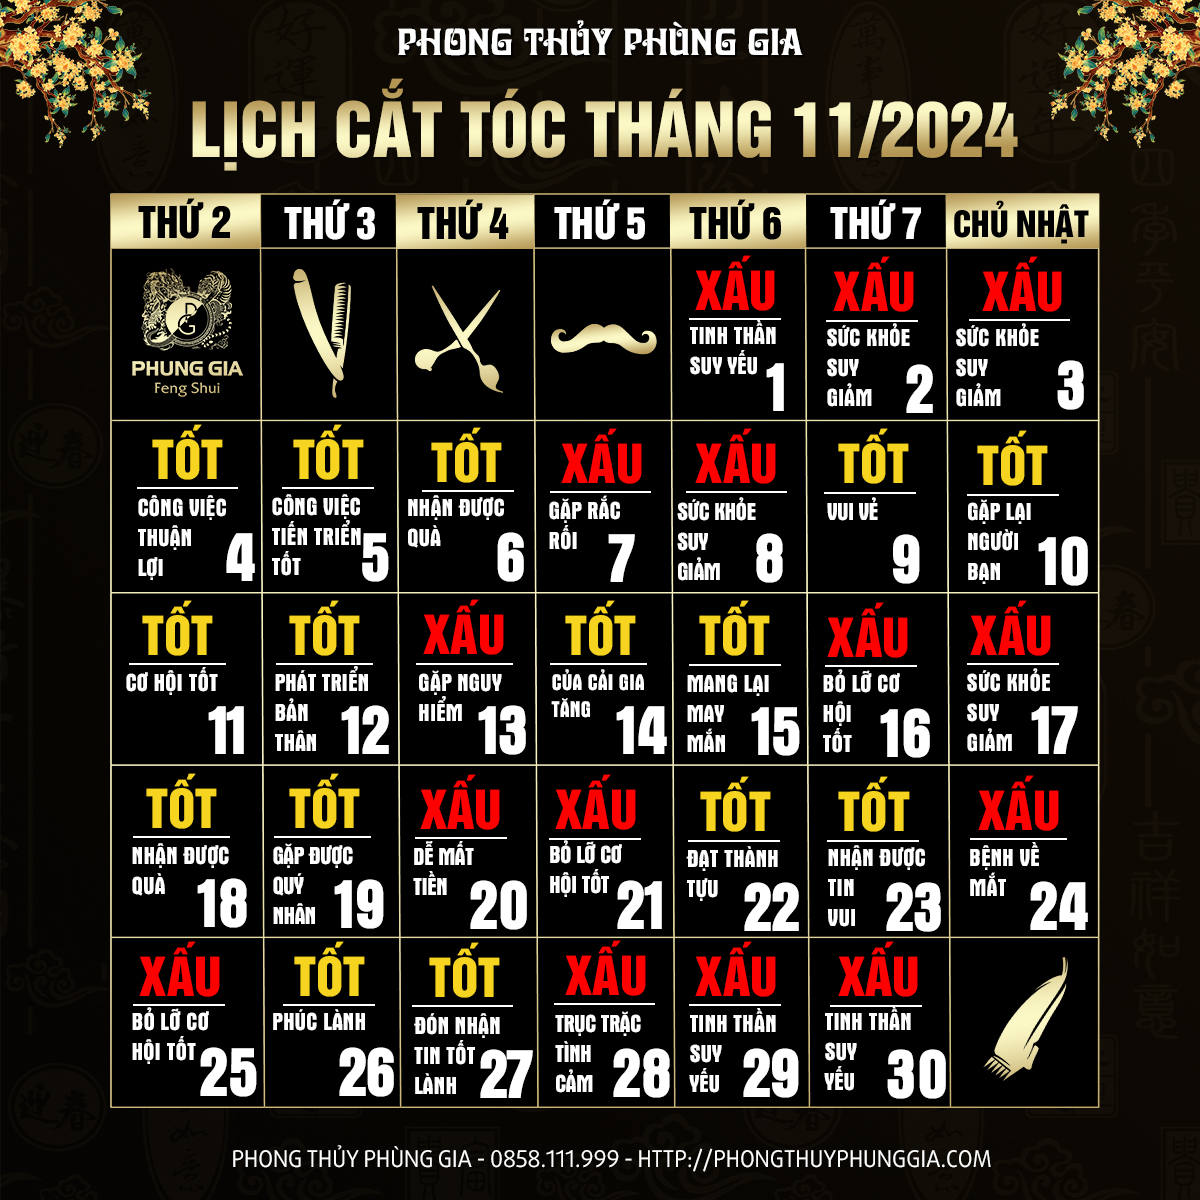 PHONG THỦY PHÙNG GIA
LỊCH CẮT TÓC THÁNG 11/2024
THỨ 2
THỨ 3
THỨ 4
THỨ 5
THỨ 6
THỨ 7
CHỦ NHẬT
PG
PHUNG GIA
Feng Shui
XẤU
TINH THẦN
SUY YẾU
1
XẤU
SỨC KHỎE
SUY
GIẢM
2
XẤU
SỨC KHỎE
SUY
GIẢM
3
TỐT
CÔNG VIỆC
THUẬN
LỢI
4
TỐT
CÔNG VIỆC
TIẾN TRIỂN
TỐT
5
TỐT
NHẬN ĐƯỢC
QUÀ
6
XẤU
GẶP RẮC
RỐI
7
XẤU
SỨC KHỎE
SUY
GIẢM
8
TỐT
VUI VẺ
9
TỐT
GẶP LẠI
NGƯỜI
BẠN
10
TỐT
CƠ HỘI TỐT
11
TỐT
PHÁT TRIỂN
BẢN
THÂN
12
XẤU
GẶP NGUY
HIỂM
13
TỐT
CỦA CẢI GIA
TĂNG
14
TỐT
MANG LẠI
MAY
MẮN
15
XẤU
BỎ LỠ CƠ
HỘI
TỐT
16
XẤU
SỨC KHỎE
SUY
GIẢM
17
TỐT
NHẬN ĐƯỢC
QUÀ
18
TỐT
GẶP ĐƯỢC
QUÝ
NHÂN
19
XẤU
DỄ MẤT
TIỀN
20
XẤU
BỎ LỠ CƠ
HỘI TỐT
21
TỐT
ĐẠT THÀNH
TỰU
22
TỐT
NHẬN ĐƯỢC
TIN
VUI
23
XẤU
BỆNH VỀ
MẮT
24
XẤU
BỎ LỠ CƠ
HỘI TỐT
25
TỐT
PHÚC LÀNH
26
TỐT
ĐÓN NHẬN
TIN TỐT
LÀNH
27
XẤU
TRỤC TRẶC
TÌNH
CẢM
28
XẤU
TINH THẦN
SUY
YẾU
29
XẤU
TINH THẦN
SUY
YẾU
30
PHONG THỦY PHÙNG GIA - 0858.111.999 - HTTP://PHONGTHUYPHUNGGIA.COM